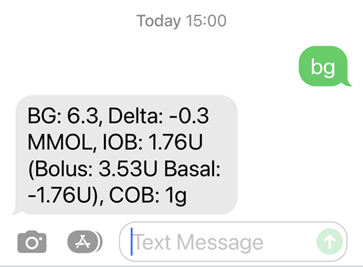 Today 15:00
bg
BG: 6.3, Delta: -0.3
MMOL, IOB: 1.76U
(Bolus: 3.53U Basal:
-1.76U), COB: 1g
Text Message